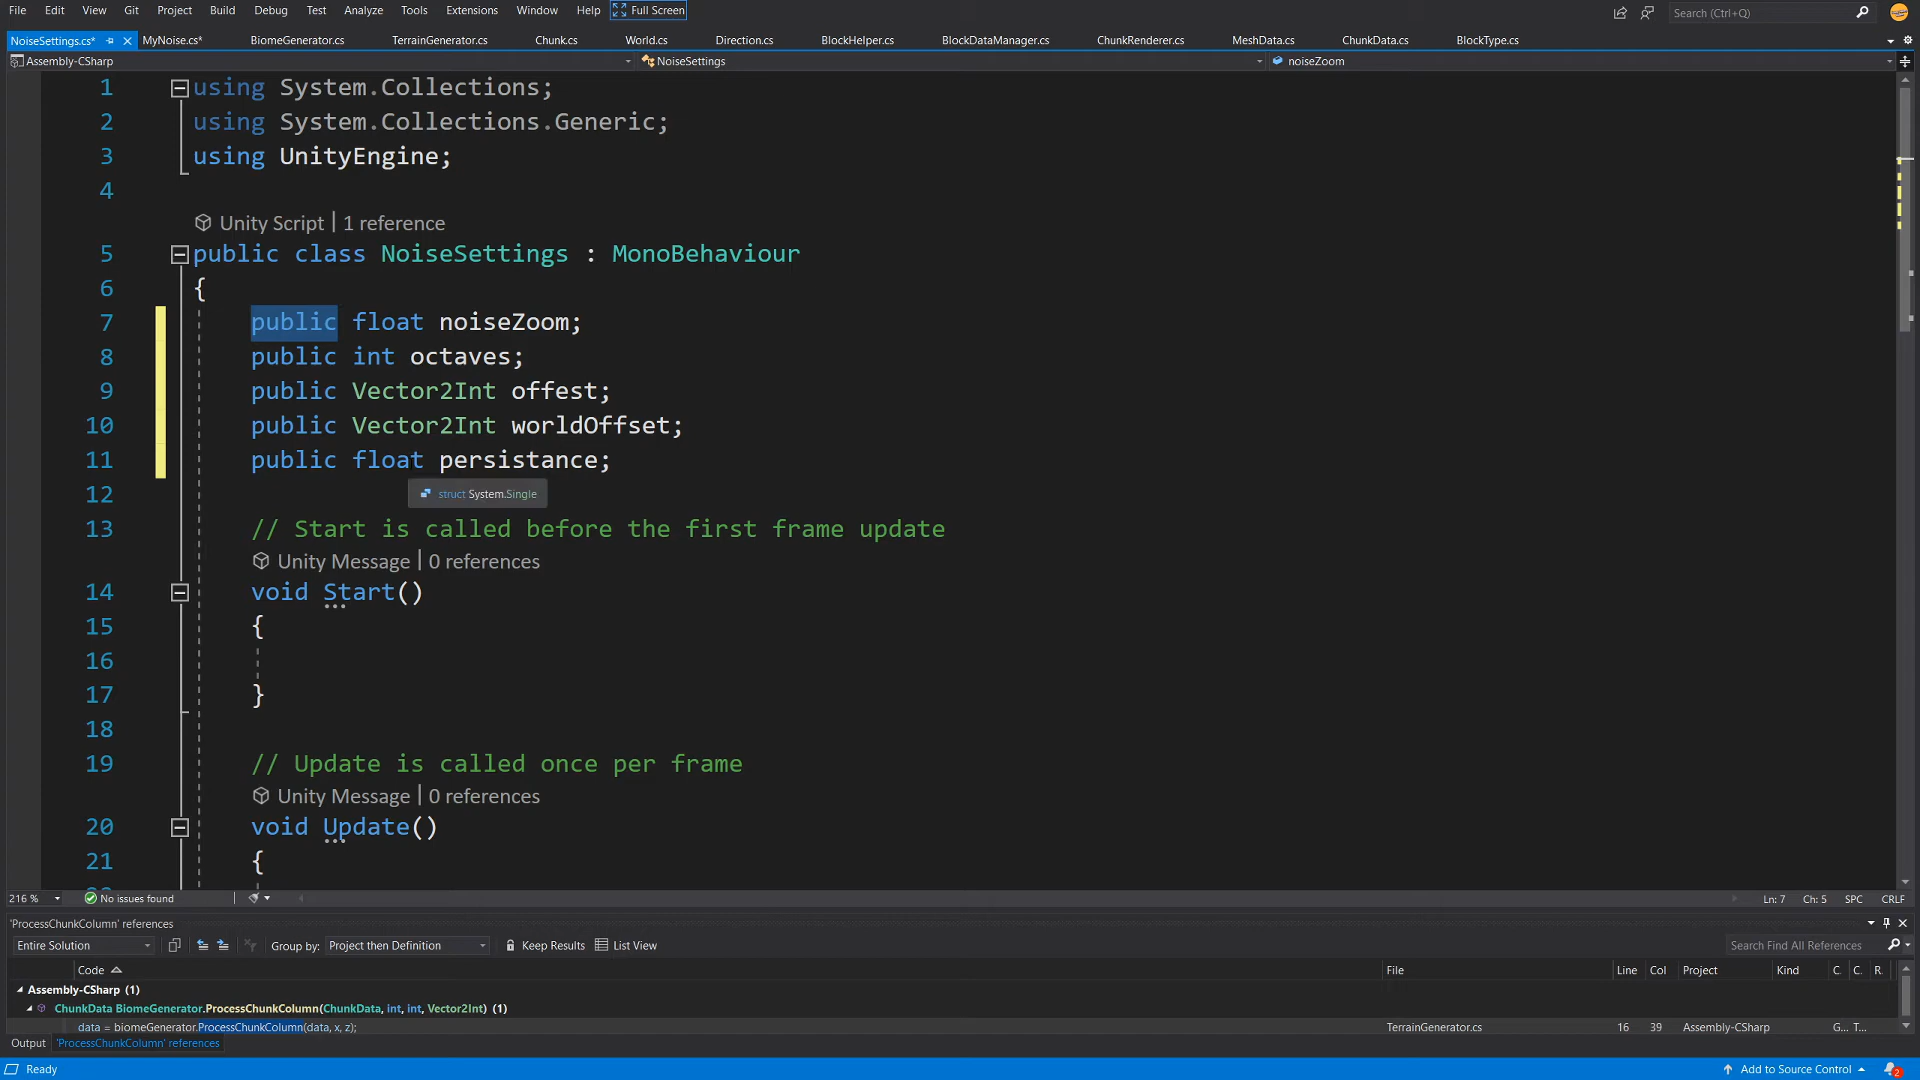 File Edit View Git Project Build Debug Test Analyze Tools Extensions Window Help Full Screen Search (Ctrl+Q)
NoiseSettings.cs* MyNoise.cs* BiomeGenerator.cs TerrainGenerator.cs Chunk.cs World.cs Direction.cs BlockHelper.cs BlockDataManager.cs ChunkRenderer.cs MeshData.cs ChunkData.cs BlockType.cs
Assembly-CSharp NoiseSettings noiseZoom
1 using System.Collections;
2 using System.Collections.Generic;
3 using UnityEngine;
4
Unity Script | 1 reference
5 public class NoiseSettings : MonoBehaviour
6 {
7 public float noiseZoom;
8 public int octaves;
9 public Vector2Int offest;
10 public Vector2Int worldOffset;
11 public float persistance;
12 struct System.Single
13 // Start is called before the first frame update
Unity Message | 0 references
14 void Start()
15 {
16
17 }
18
19 // Update is called once per frame
Unity Message | 0 references
20 void Update()
21 {
216 % No issues found Ln: 7 Ch: 5 SPC CRLF
'ProcessChunkColumn' references
Entire Solution Group by: Project then Definition Keep Results List View Search Find All References
Code File Line Col Project Kind C. C. R.
Assembly-CSharp (1)
ChunkData BiomeGenerator.ProcessChunkColumn(ChunkData, int, int, Vector2Int) (1)
data = biomeGenerator.ProcessChunkColumn(data, x, z); TerrainGenerator.cs 16 39 Assembly-CSharp G... T...
Output 'ProcessChunkColumn' references
Ready Add to Source Control 2